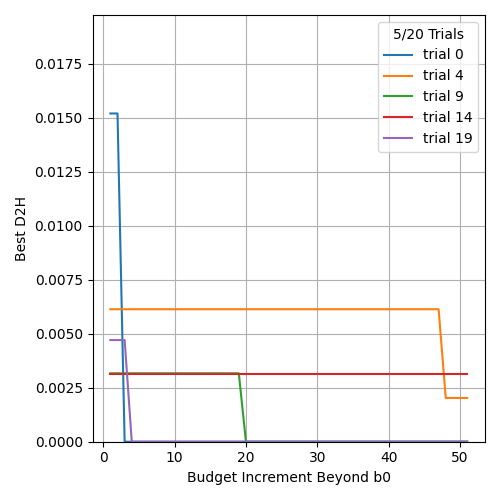 5/20 Trials
trial 0
trial 4
trial 9
trial 14
trial 19
Best D2H
0.0175
0.0150
0.0125
0.0100
0.0075
0.0050
0.0025
0.0000
0 10 20 30 40 50
Budget Increment Beyond b0